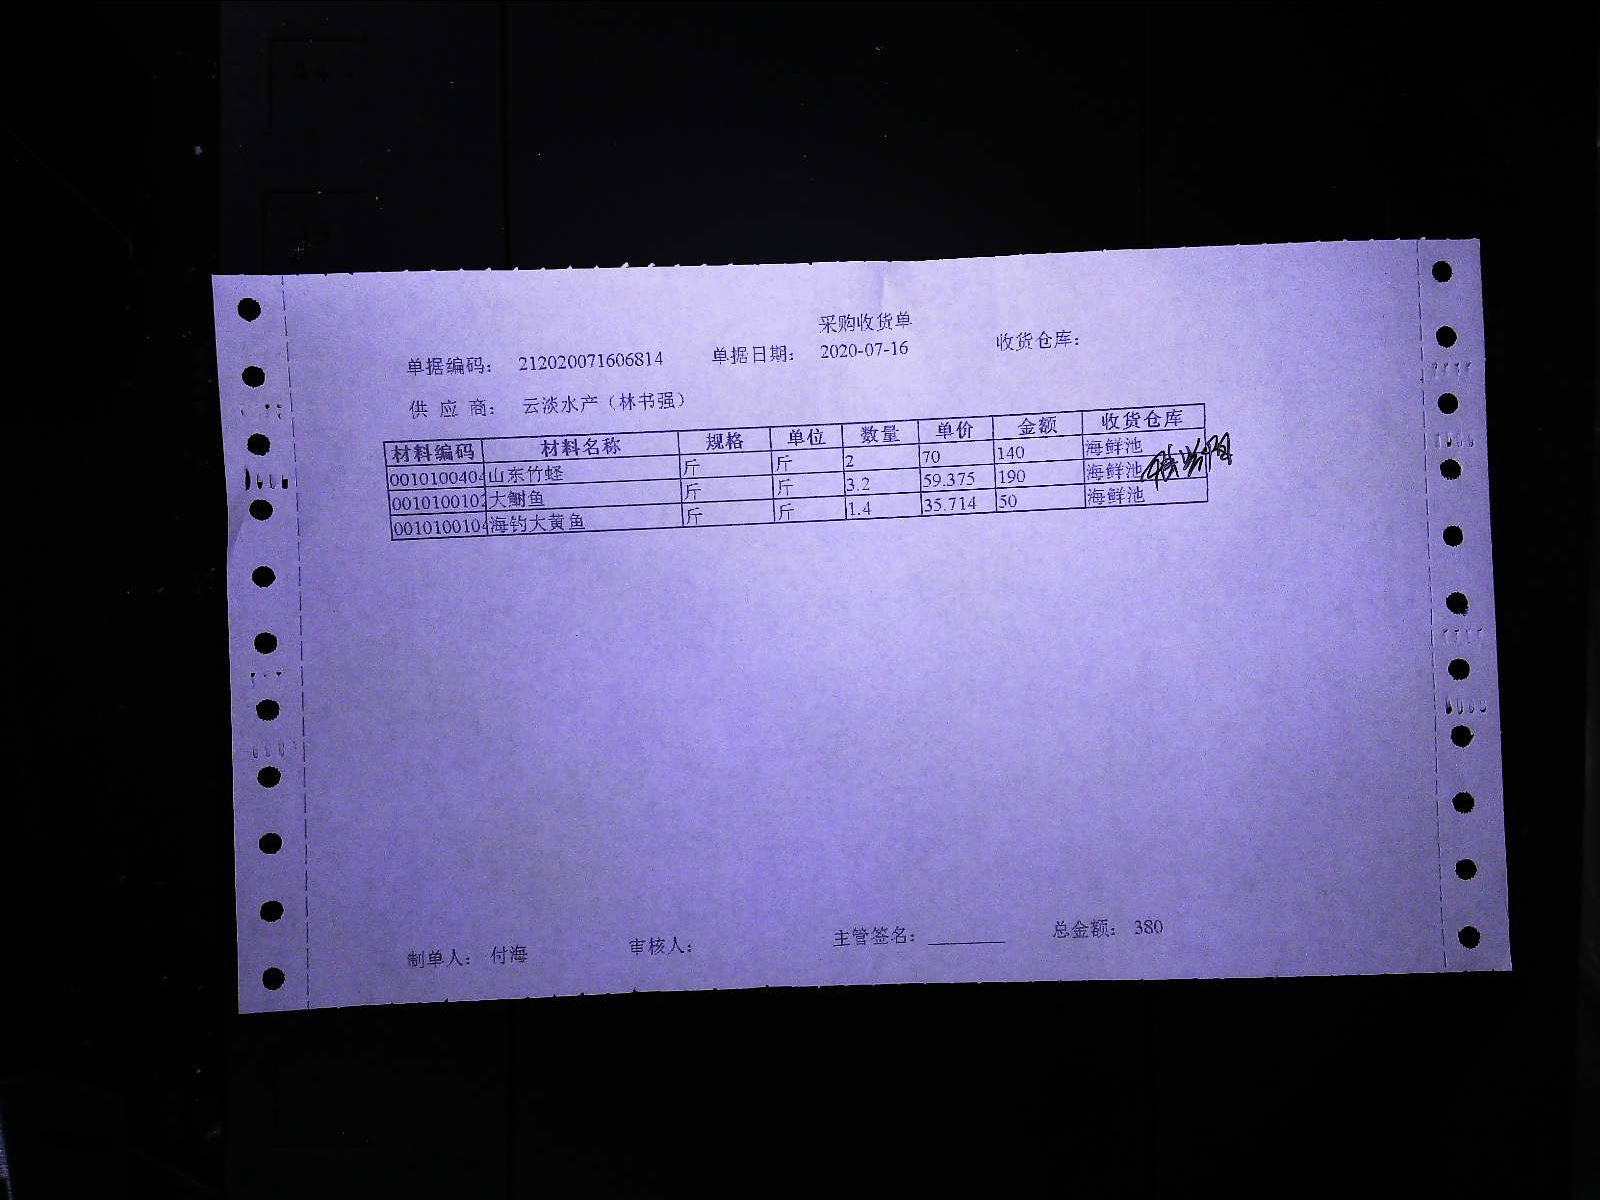 采购收货单
单据编码： 212020071606814 单据日期： 2020-07-16 收货仓库：
供 应 商： 云淡水产（林书强）
材料编码 材料名称 规格 单位 数量 单价 金额 收货仓库
0010100404 山东竹蛏 斤 斤 2 70 140 海鲜池
0010100102 大鮰鱼 斤 斤 3.2 59.375 190 海鲜池
0010100104 海钓大黄鱼 斤 斤 1.4 35.714 50 海鲜池
制单人： 付海 审核人： 主管签名： 总金额： 380